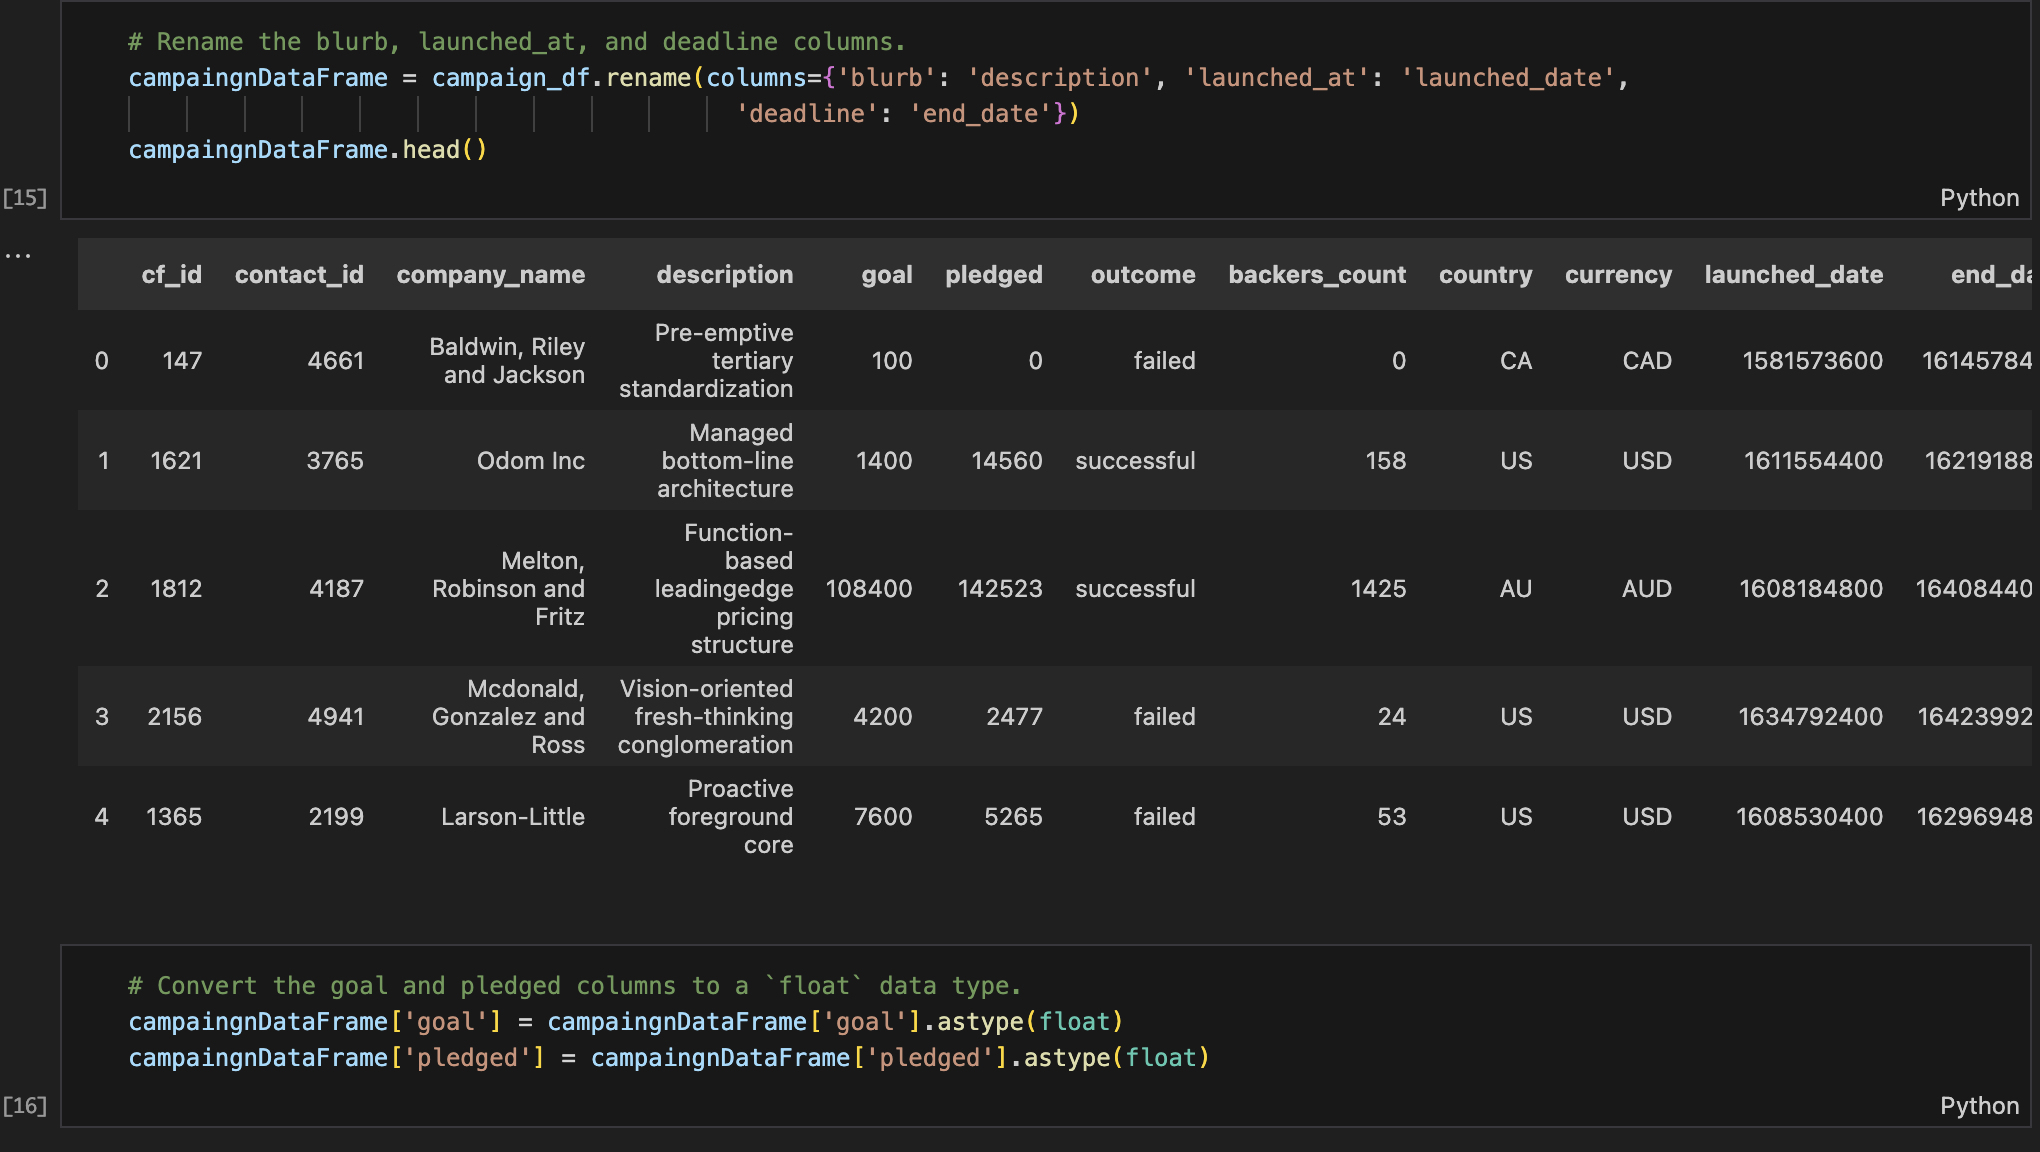 # Rename the blurb, launched_at, and deadline columns.
campaingnDataFrame = campaign_df.rename(columns={'blurb': 'description', 'launched_at': 'launched_date',
'deadline': 'end_date'})
campaingnDataFrame.head()
[15]
Python
...
cf_id contact_id company_name description goal pledged outcome backers_count country currency launched_date end_da
0 147 4661 Baldwin, Riley and Jackson Pre-emptive tertiary standardization 100 0 failed 0 CA CAD 1581573600 16145784
1 1621 3765 Odom Inc Managed bottom-line architecture 1400 14560 successful 158 US USD 1611554400 16219188
2 1812 4187 Melton, Robinson and Fritz Function-based leadingedge pricing structure 108400 142523 successful 1425 AU AUD 1608184800 16408440
3 2156 4941 Mcdonald, Gonzalez and Ross Vision-oriented fresh-thinking conglomeration 4200 2477 failed 24 US USD 1634792400 16423992
4 1365 2199 Larson-Little Proactive foreground core 7600 5265 failed 53 US USD 1608530400 16296948
# Convert the goal and pledged columns to a `float` data type.
campaingnDataFrame['goal'] = campaingnDataFrame['goal'].astype(float)
campaingnDataFrame['pledged'] = campaingnDataFrame['pledged'].astype(float)
[16]
Python